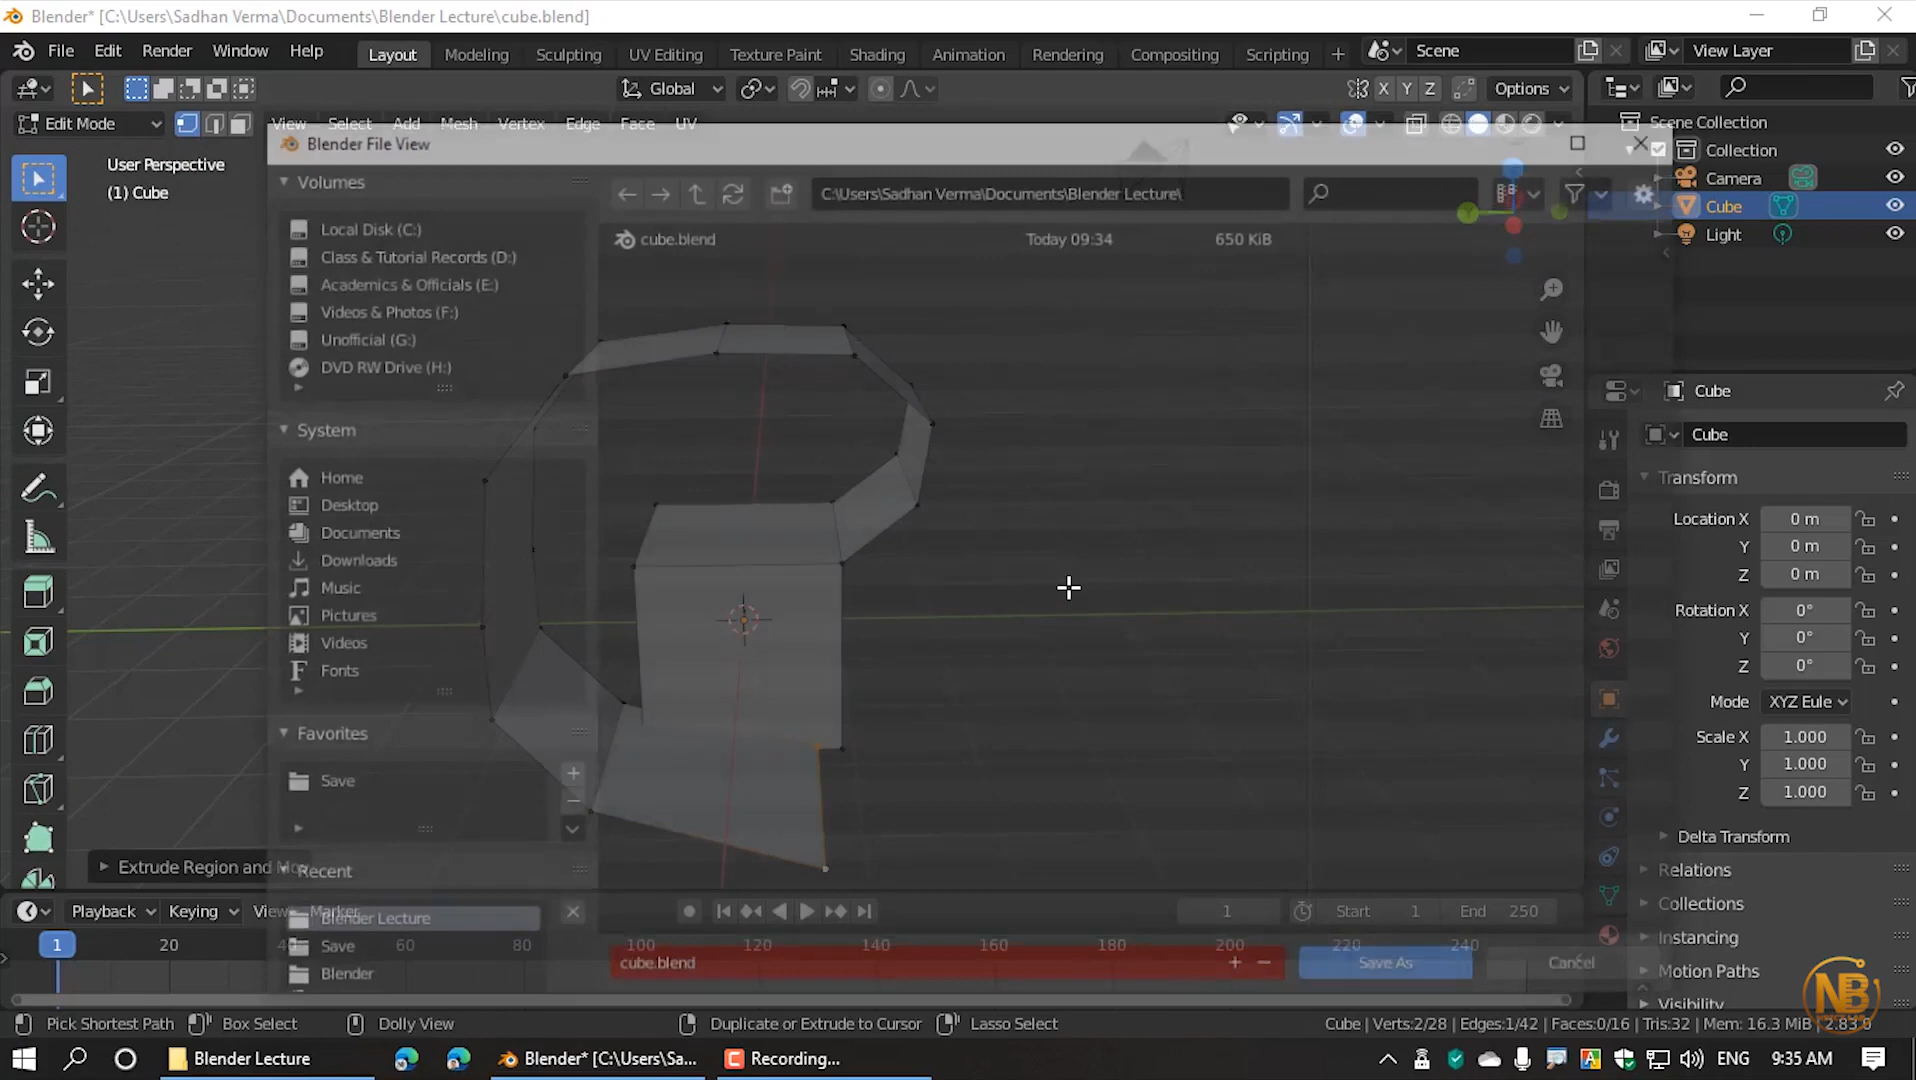 Blender* [C:\Users\Sadhan Verma\Documents\Blender Lecture\cube.blend]
File Edit Render Window Help Layout Modeling Sculpting UV Editing Texture Paint Shading Animation Rendering Compositing Scripting + Scene View Layer
Global X Y Z Options
Edit Mode View Select Add Mesh Vertex Edge Face UV Scene Collection
Blender File View
Collection
User Perspective
(1) Cube
Volumes
C:\Users\Sadhan Verma\Documents\Blender Lecture\
Camera
Cube
Light
cube.blend Today 09:34 650 KiB
Local Disk (C:)
Class & Tutorial Records (D:)
Academics & Officials (E:)
Videos & Photos (F:)
Unofficial (G:)
DVD RW Drive (H:)
System
Home
Desktop
Documents
Downloads
Music
Pictures
Videos
Fonts
Favorites
Save
Recent
Blender Lecture
Save
Blender
Extrude Region and Mo
Cube
Cube
Transform
Location X 0 m
Y 0 m
Z 0 m
Rotation X 0°
Y 0°
Z 0°
Mode XYZ Eule
Scale X 1.000
Y 1.000
Z 1.000
Delta Transform
Relations
Collections
Instancing
Motion Paths
Visibility
Playback Keying View Marker 1 Start 1 End 250
1 20 40 60 80 100 120 140 160 180 200 220 240
cube.blend + − Save As Cancel
NB
Pick Shortest Path Box Select Dolly View Duplicate or Extrude to Cursor Lasso Select Cube | Verts:2/28 | Edges:1/42 | Faces:0/16 | Tris:32 | Mem: 16.3 MiB | 2.83.0
Blender Lecture Blender* [C:\Users\Sa... Recording... ENG 9:35 AM